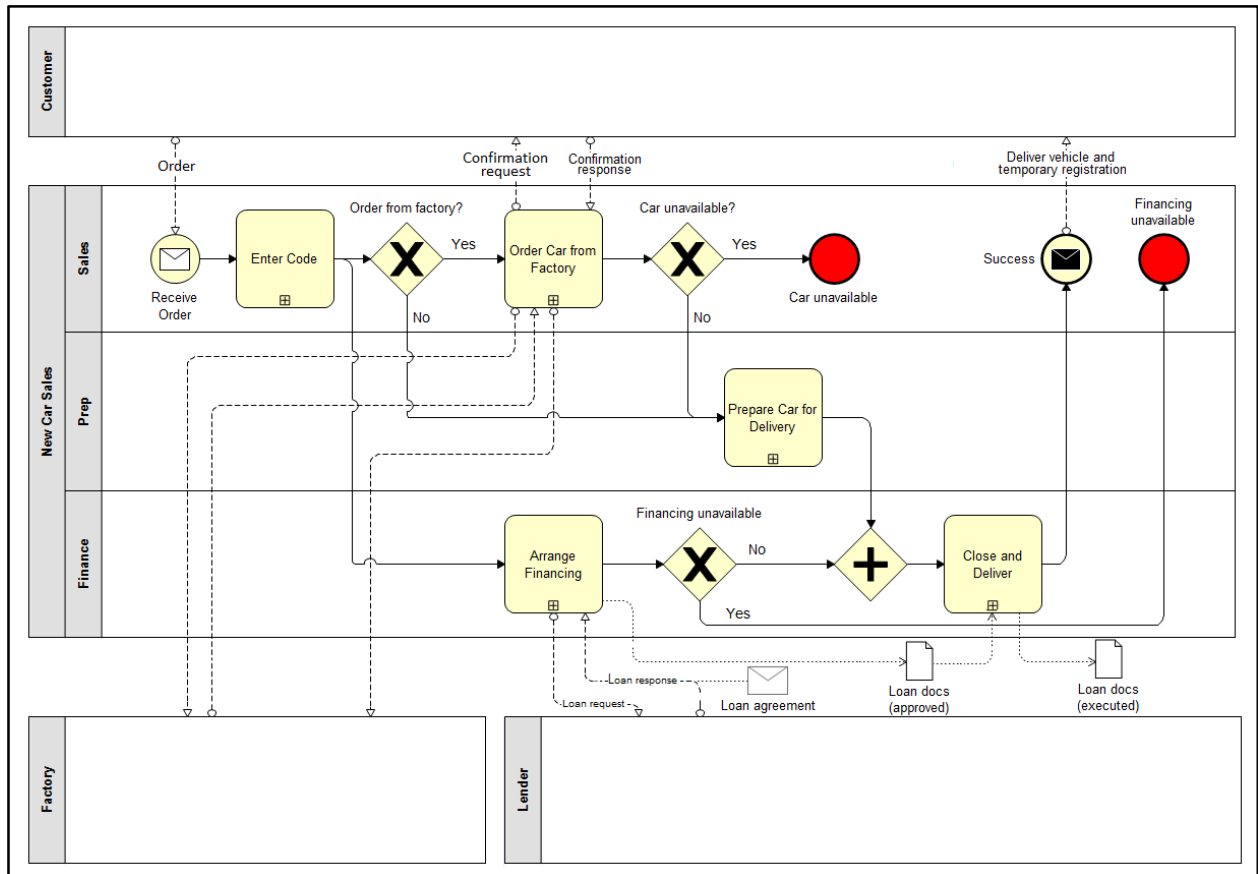 Customer
Order
Confirmation
request
Confirmation
response
Deliver vehicle and
temporary registration
New Car Sales
Sales
Order from factory?
Car unavailable?
Financing
unavailable
Enter Code
Yes
Order Car from
Factory
Yes
Success
Receive
Order
Car unavailable
No
No
Prep
Prepare Car for
Delivery
Finance
Financing unavailable
Arrange
Financing
No
Close and
Deliver
Yes
Loan response
Loan request
Loan agreement
Loan docs
(approved)
Loan docs
(executed)
Factory
Lender